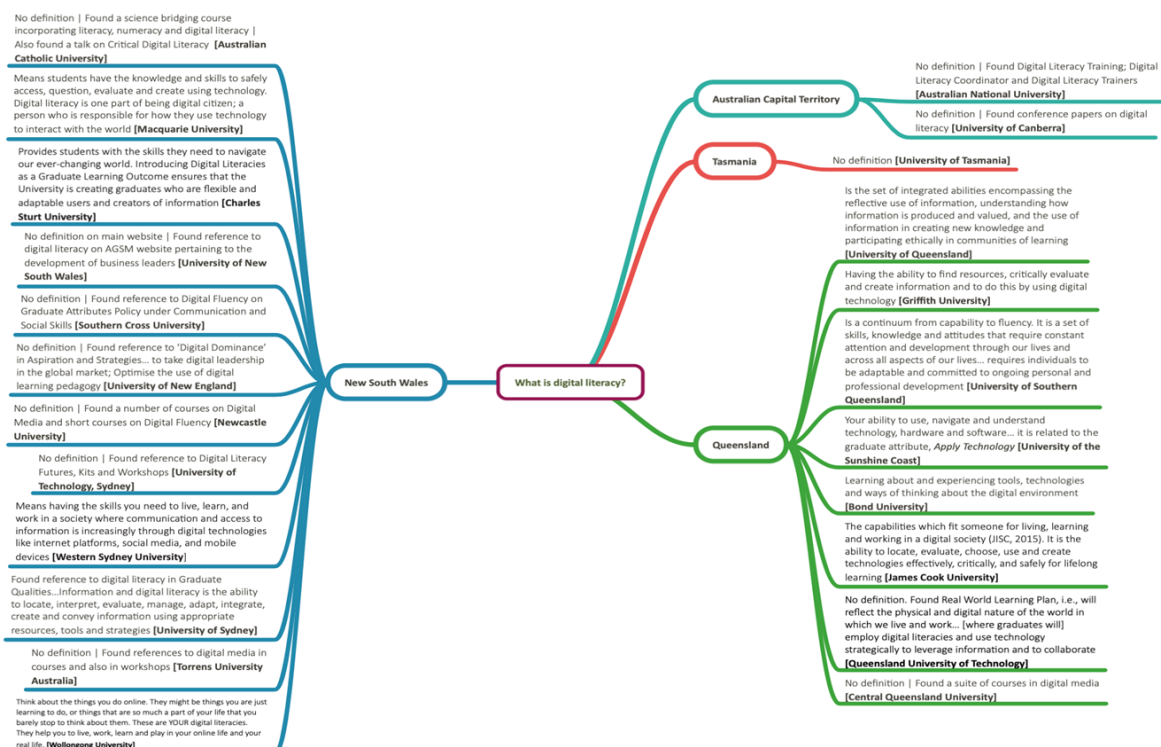 No definition | Found a science bridging course
incorporating literacy, numeracy and digital literacy |
Also found a talk on Critical Digital Literacy [Australian
Catholic University]
Means students have the knowledge and skills to safely
access, question, evaluate and create using technology.
Digital literacy is one part of being digital citizen; a
person who is responsible for how they use technology
to interact with the world [Macquarie University]
Provides students with the skills they need to navigate
our ever-changing world. Introducing Digital Literacies
as a Graduate Learning Outcome ensures that the
University is creating graduates who are flexible and
adaptable users and creators of information [Charles
Sturt University]
No definition on main website | Found reference to
digital literacy on AGSM website pertaining to the
development of business leaders [University of New
South Wales]
No definition | Found reference to Digital Fluency on
Graduate Attributes Policy under Communication and
Social Skills [Southern Cross University]
No definition | Found reference to ‘Digital Dominance’
in Aspiration and Strategies... to take digital leadership
in the global market; Optimise the use of digital
learning pedagogy [University of New England]
No definition | Found a number of courses on Digital
Media and short courses on Digital Fluency [Newcastle
University]
No definition | Found reference to Digital Literacy
Futures, Kits and Workshops [University of
Technology, Sydney]
Means having the skills you need to live, learn, and
work in a society where communication and access to
information is increasingly through digital technologies
like internet platforms, social media, and mobile
devices [Western Sydney University]
Found reference to digital literacy in Graduate
Qualities...Information and digital literacy is the ability
to locate, interpret, evaluate, manage, adapt, integrate,
create and convey information using appropriate
resources, tools and strategies [University of Sydney]
No definition | Found references to digital media in
courses and also in workshops [Torrens University
Australia]
Think about the things you do online. They might be things you are just
learning to do, or things that are so much a part of your life that you
barely stop to think about them. These are YOUR digital literacies.
They help you to live, work, learn and play in your online life and your
real life. [Wollongong University]
New South Wales
What is digital literacy?
Australian Capital Territory
No definition | Found Digital Literacy Training; Digital
Literacy Coordinator and Digital Literacy Trainers
[Australian National University]
No definition | Found conference papers on digital
literacy [University of Canberra]
Tasmania
No definition [University of Tasmania]
Queensland
Is the set of integrated abilities encompassing the
reflective use of information, understanding how
information is produced and valued, and the use of
information in creating new knowledge and
participating ethically in communities of learning
[University of Queensland]
Having the ability to find resources, critically evaluate
and create information and to do this by using digital
technology [Griffith University]
Is a continuum from capability to fluency. It is a set of
skills, knowledge and attitudes that require constant
attention and development through our lives and
across all aspects of our lives... requires individuals to
be adaptable and committed to ongoing personal and
professional development [University of Southern
Queensland]
Your ability to use, navigate and understand
technology, hardware and software... it is related to the
graduate attribute, Apply Technology [University of the
Sunshine Coast]
Learning about and experiencing tools, technologies
and ways of thinking about the digital environment
[Bond University]
The capabilities which fit someone for living, learning
and working in a digital society (JISC, 2015). It is the
ability to locate, evaluate, choose, use and create
technologies effectively, critically, and safely for lifelong
learning [James Cook University]
No definition. Found Real World Learning Plan, i.e., will
reflect the physical and digital nature of the world in
which we live and work... [where graduates will]
employ digital literacies and use technology
strategically to leverage information and to collaborate
[Queensland University of Technology]
No definition | Found a suite of courses in digital media
[Central Queensland University]